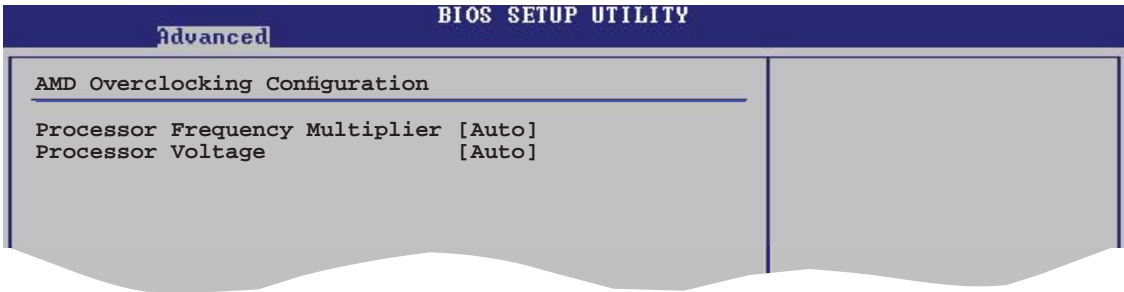 BIOS SETUP UTILITY
Advanced
AMD Overclocking Configuration
Processor Frequency Multiplier [Auto]
Processor Voltage [Auto]